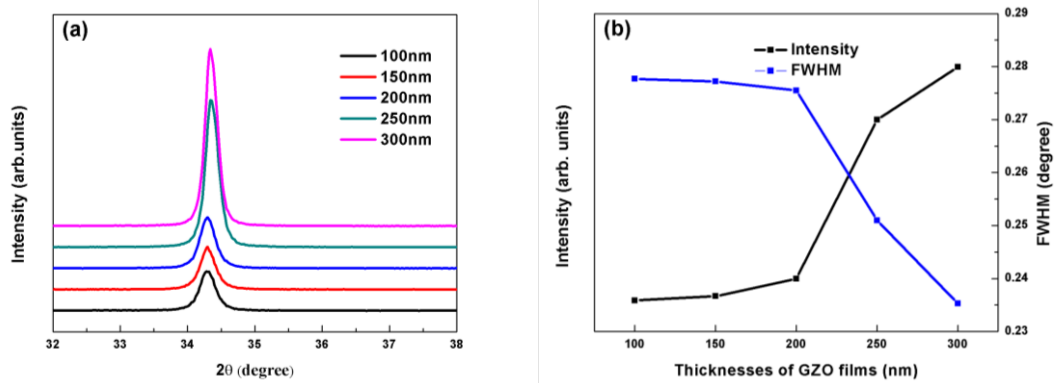 (a)
100nm
150nm
200nm
250nm
300nm
Intensity (arb.units)
32 33 34 35 36 37 38
2θ (degree)
(b)
Intensity
FWHM
Intensity (arb. units)
0.29
0.28
0.27
0.26
0.25
0.24
0.23
FWHM (degree)
100 150 200 250 300
Thicknesses of GZO films (nm)